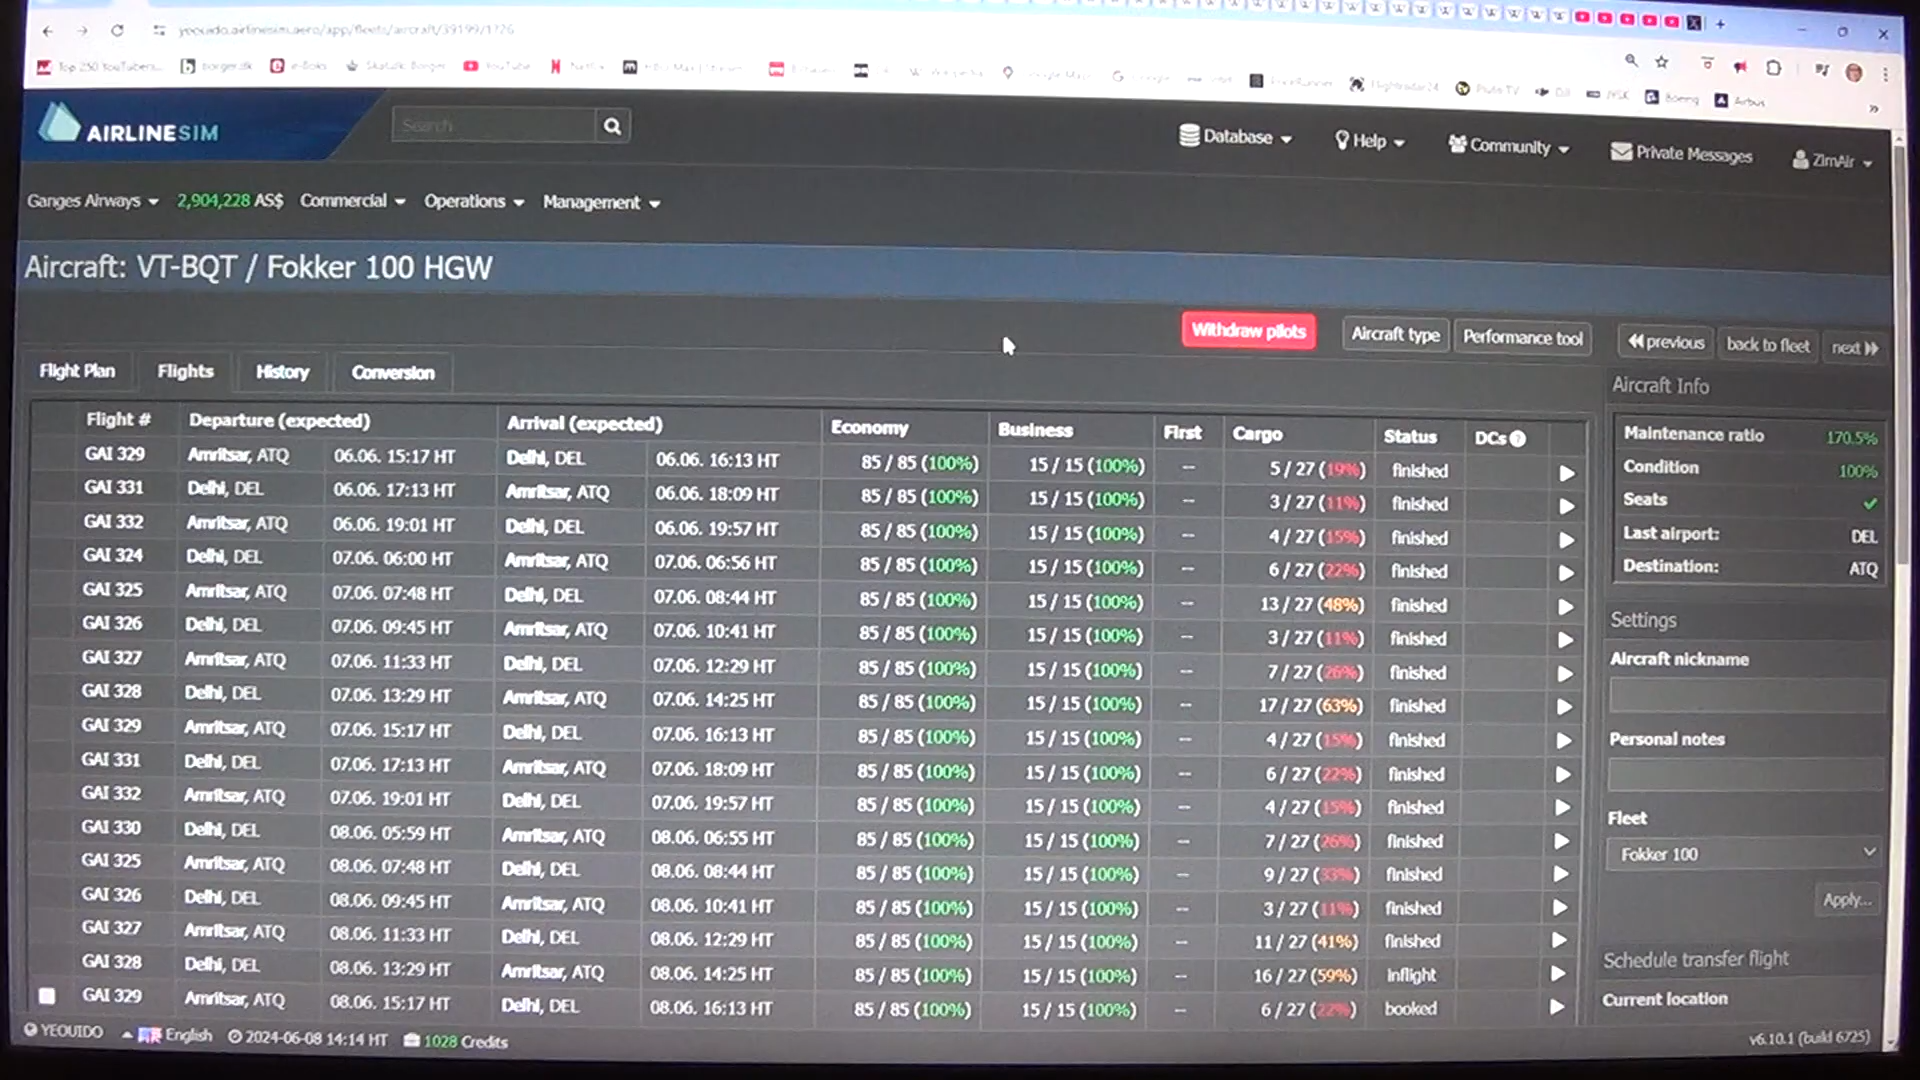 yeouido.airlinesim.aero/app/fleets/aircraft/39199/1?76
Top 250 YouTubers... borger.dk e-Boks YouTube Pluto TV JYSK Boeing Airbus
AIRLINESIM Search Database Help Community Private Messages ZimAir
Ganges Airways 2,904,228 AS$ Commercial Operations Management
Aircraft: VT-BQT / Fokker 100 HGW
Withdraw pilots Aircraft type Performance tool previous back to fleet next
Flight Plan Flights History Conversion
Flight # Departure (expected) Arrival (expected) Economy Business First Cargo Status DCs
GAI 329 Amritsar, ATQ 06.06. 15:17 HT Delhi, DEL 06.06. 16:13 HT 85 / 85 (100%) 15 / 15 (100%) -- 5 / 27 (19%) finished
GAI 331 Delhi, DEL 06.06. 17:13 HT Amritsar, ATQ 06.06. 18:09 HT 85 / 85 (100%) 15 / 15 (100%) -- 3 / 27 (11%) finished
GAI 332 Amritsar, ATQ 06.06. 19:01 HT Delhi, DEL 06.06. 19:57 HT 85 / 85 (100%) 15 / 15 (100%) -- 4 / 27 (15%) finished
GAI 324 Delhi, DEL 07.06. 06:00 HT Amritsar, ATQ 07.06. 06:56 HT 85 / 85 (100%) 15 / 15 (100%) -- 6 / 27 (22%) finished
GAI 325 Amritsar, ATQ 07.06. 07:48 HT Delhi, DEL 07.06. 08:44 HT 85 / 85 (100%) 15 / 15 (100%) -- 13 / 27 (48%) finished
GAI 326 Delhi, DEL 07.06. 09:45 HT Amritsar, ATQ 07.06. 10:41 HT 85 / 85 (100%) 15 / 15 (100%) -- 3 / 27 (11%) finished
GAI 327 Amritsar, ATQ 07.06. 11:33 HT Delhi, DEL 07.06. 12:29 HT 85 / 85 (100%) 15 / 15 (100%) -- 7 / 27 (26%) finished
GAI 328 Delhi, DEL 07.06. 13:29 HT Amritsar, ATQ 07.06. 14:25 HT 85 / 85 (100%) 15 / 15 (100%) -- 17 / 27 (63%) finished
GAI 329 Amritsar, ATQ 07.06. 15:17 HT Delhi, DEL 07.06. 16:13 HT 85 / 85 (100%) 15 / 15 (100%) -- 4 / 27 (15%) finished
GAI 331 Delhi, DEL 07.06. 17:13 HT Amritsar, ATQ 07.06. 18:09 HT 85 / 85 (100%) 15 / 15 (100%) -- 6 / 27 (22%) finished
GAI 332 Amritsar, ATQ 07.06. 19:01 HT Delhi, DEL 07.06. 19:57 HT 85 / 85 (100%) 15 / 15 (100%) -- 4 / 27 (15%) finished
GAI 330 Delhi, DEL 08.06. 05:59 HT Amritsar, ATQ 08.06. 06:55 HT 85 / 85 (100%) 15 / 15 (100%) -- 7 / 27 (26%) finished
GAI 325 Amritsar, ATQ 08.06. 07:48 HT Delhi, DEL 08.06. 08:44 HT 85 / 85 (100%) 15 / 15 (100%) -- 9 / 27 (33%) finished
GAI 326 Delhi, DEL 08.06. 09:45 HT Amritsar, ATQ 08.06. 10:41 HT 85 / 85 (100%) 15 / 15 (100%) -- 3 / 27 (11%) finished
GAI 327 Amritsar, ATQ 08.06. 11:33 HT Delhi, DEL 08.06. 12:29 HT 85 / 85 (100%) 15 / 15 (100%) -- 11 / 27 (41%) finished
GAI 328 Delhi, DEL 08.06. 13:29 HT Amritsar, ATQ 08.06. 14:25 HT 85 / 85 (100%) 15 / 15 (100%) -- 16 / 27 (59%) inflight
GAI 329 Amritsar, ATQ 08.06. 15:17 HT Delhi, DEL 08.06. 16:13 HT 85 / 85 (100%) 15 / 15 (100%) -- 6 / 27 (22%) booked
Aircraft Info
Maintenance ratio 170.5%
Condition 100%
Seats
Last airport: DEL
Destination: ATQ
Settings
Aircraft nickname
Personal notes
Fleet
Fokker 100
Apply...
Schedule transfer flight
Current location
YEOUIDO English 2024-06-08 14:14 HT 1028 Credits
v6.10.1 (build 6725)